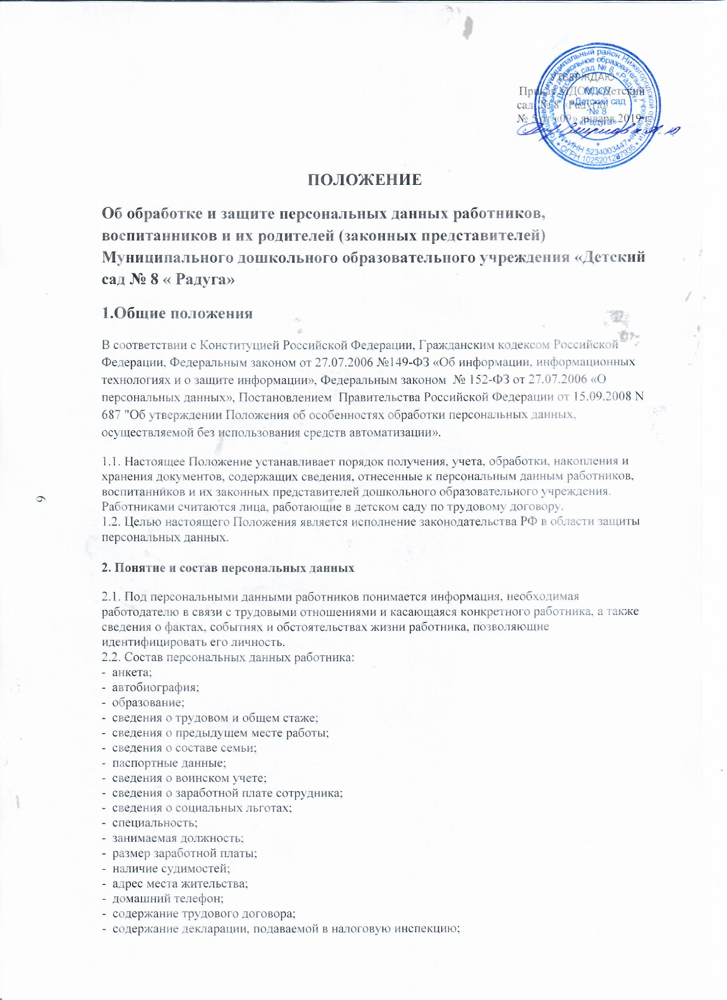 УТВЕРЖДАЮ
Приказ МДОУ «Детский
сад № 8 «Радуга»
№ 5 от «09» января 2019 г.
муниципальный район Нижегородской области
дошкольное образовательное учреждение
«Детский сад № 8 «Радуга»
МДОУ
«Детский сад
№ 8
«Радуга»
ИНН 5234003447
ПОЛОЖЕНИЕ
Об обработке и защите персональных данных работников,
воспитанников и их родителей (законных представителей)
Муниципального дошкольного образовательного учреждения «Детский
сад № 8 « Радуга»
1.Общие положения
В соответствии с Конституцией Российской Федерации, Гражданским кодексом Российской
Федерации, Федеральным законом от 27.07.2006 №149-ФЗ «Об информации, информационных
технологиях и о защите информации», Федеральным законом  № 152-ФЗ от 27.07.2006 «О
персональных данных», Постановлением  Правительства Российской Федерации от 15.09.2008 N
687 "Об утверждении Положения об особенностях обработки персональных данных,
осуществляемой без использования средств автоматизации».
1.1. Настоящее Положение устанавливает порядок получения, учета, обработки, накопления и
хранения документов, содержащих сведения, отнесенные к персональным данным работников,
воспитанников и их законных представителей дошкольного образовательного учреждения.
Работниками считаются лица, работающие в детском саду по трудовому договору.
1.2. Целью настоящего Положения является исполнение законодательства РФ в области защиты
персональных данных.
2. Понятие и состав персональных данных
2.1. Под персональными данными работников понимается информация, необходимая
работодателю в связи с трудовыми отношениями и касающаяся конкретного работника, а также
сведения о фактах, событиях и обстоятельствах жизни работника, позволяющие
идентифицировать его личность.
2.2. Состав персональных данных работника:
-  анкета;
-  автобиография;
-  образование;
-  сведения о трудовом и общем стаже;
-  сведения о предыдущем месте работы;
-  сведения о составе семьи;
-  паспортные данные;
-  сведения о воинском учете;
-  сведения о заработной плате сотрудника;
-  сведения о социальных льготах;
-  специальность;
-  занимаемая должность;
-  размер заработной платы;
-  наличие судимостей;
-  адрес места жительства;
-  домашний телефон;
-  содержание трудового договора;
-  содержание декларации, подаваемой в налоговую инспекцию;